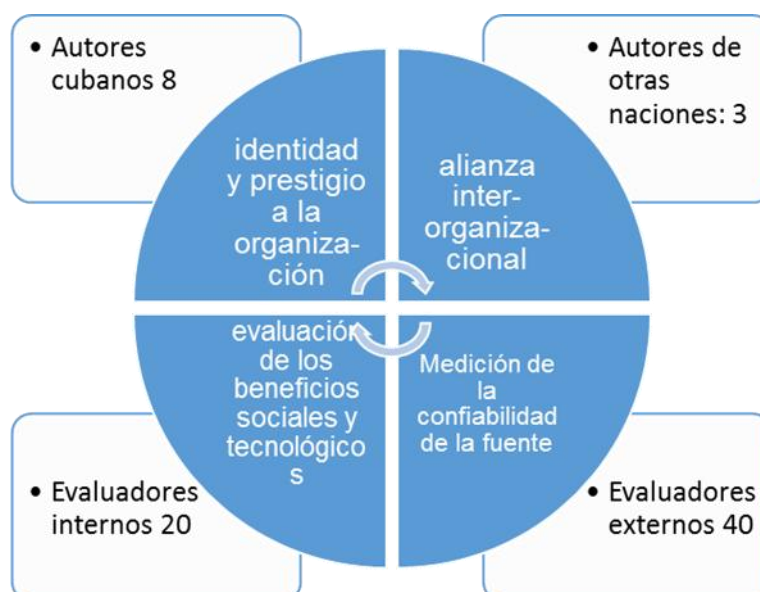 • Autores
cubanos 8
• Autores de
otras
naciones: 3
identidad
y prestigio
a la
organiza-
ción
alianza
inter-
organiza-
cional
evaluación
de los
beneficios
sociales y
tecnológico
s
Medición de
la
confiabilidad
de la fuente
• Evaluadores
internos 20
• Evaluadores
externos 40